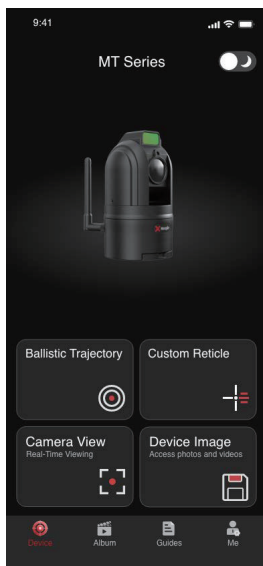 9:41
MT Series
Ballistic Trajectory
Custom Reticle
Camera View
Real-Time Viewing
Device Image
Access photos and videos
Device
Album
Guides
Me